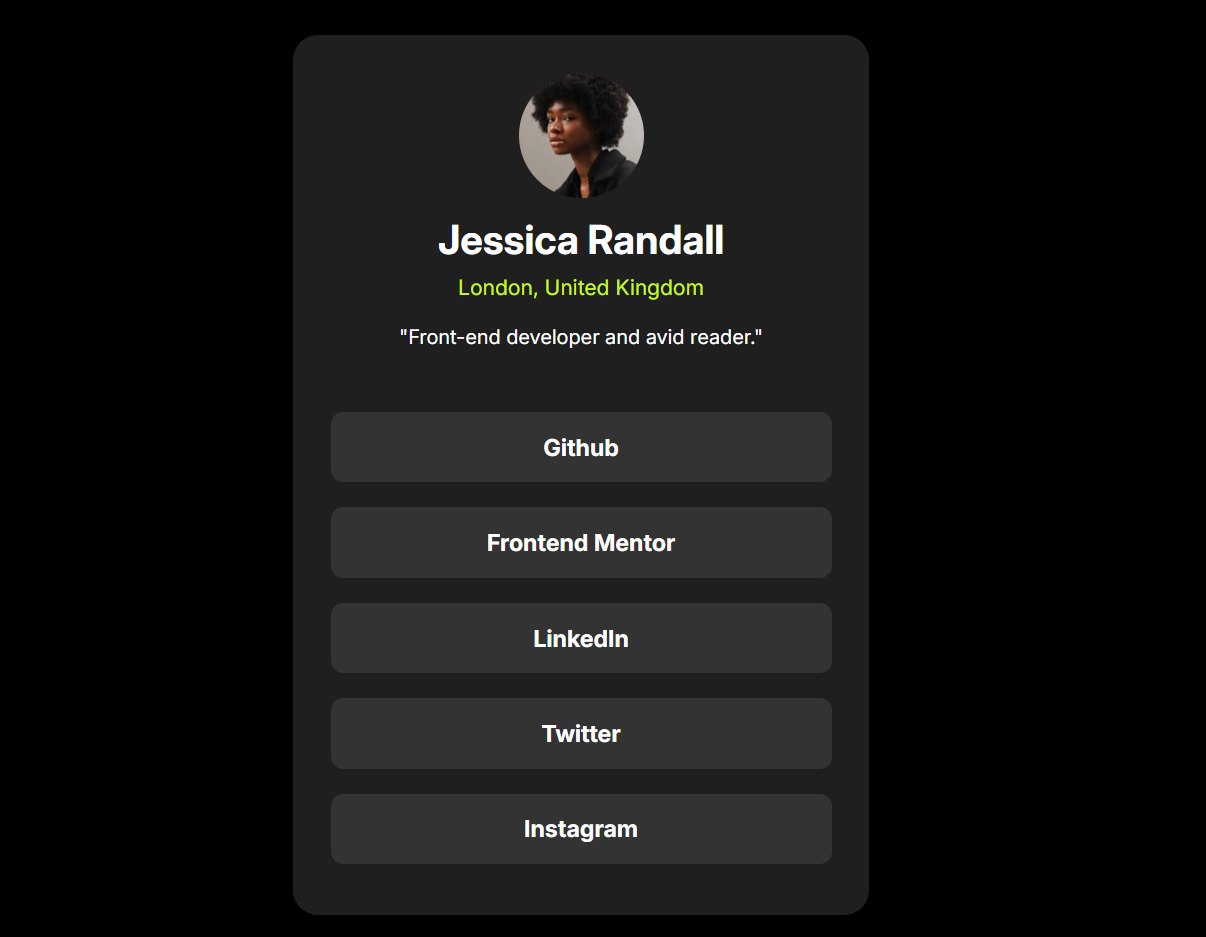 Jessica Randall
London, United Kingdom
"Front-end developer and avid reader."
Github
Frontend Mentor
LinkedIn
Twitter
Instagram